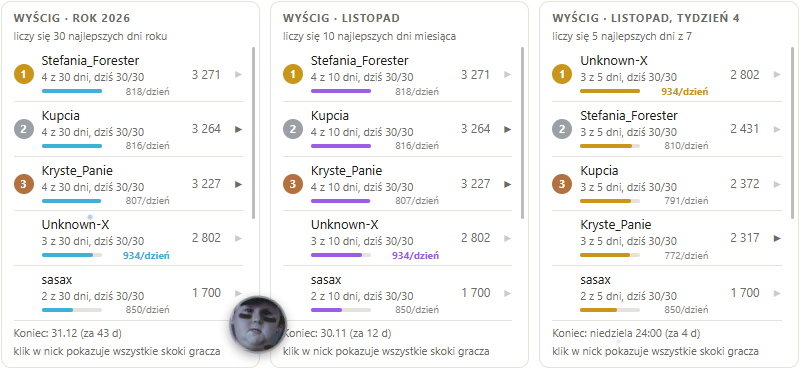 WYŚCIG · ROK 2026
liczy się 30 najlepszych dni roku
1
Stefania_Forester
4 z 30 dni, dziś 30/30
3 271
818/dzień
2
Kupcia
4 z 30 dni, dziś 30/30
3 264
816/dzień
3
Kryste_Panie
4 z 30 dni, dziś 30/30
3 227
807/dzień
Unknown-X
3 z 30 dni, dziś 30/30
2 802
934/dzień
sasax
2 z 30 dni, dziś 30/30
1 700
850/dzień
Koniec: 31.12 (za 43 d)
klik w nick pokazuje wszystkie skoki gracza
WYŚCIG · LISTOPAD
liczy się 10 najlepszych dni miesiąca
1
Stefania_Forester
4 z 10 dni, dziś 30/30
3 271
818/dzień
2
Kupcia
4 z 10 dni, dziś 30/30
3 264
816/dzień
3
Kryste_Panie
4 z 10 dni, dziś 30/30
3 227
807/dzień
Unknown-X
3 z 10 dni, dziś 30/30
2 802
934/dzień
sasax
2 z 10 dni, dziś 30/30
1 700
850/dzień
Koniec: 30.11 (za 12 d)
klik w nick pokazuje wszystkie skoki gracza
WYŚCIG · LISTOPAD, TYDZIEŃ 4
liczy się 5 najlepszych dni z 7
1
Unknown-X
3 z 5 dni, dziś 30/30
2 802
934/dzień
2
Stefania_Forester
3 z 5 dni, dziś 30/30
2 431
810/dzień
3
Kupcia
3 z 5 dni, dziś 30/30
2 372
791/dzień
Kryste_Panie
3 z 5 dni, dziś 30/30
2 317
772/dzień
sasax
2 z 5 dni, dziś 30/30
1 700
850/dzień
Koniec: niedziela 24:00 (za 4 d)
klik w nick pokazuje wszystkie skoki gracza